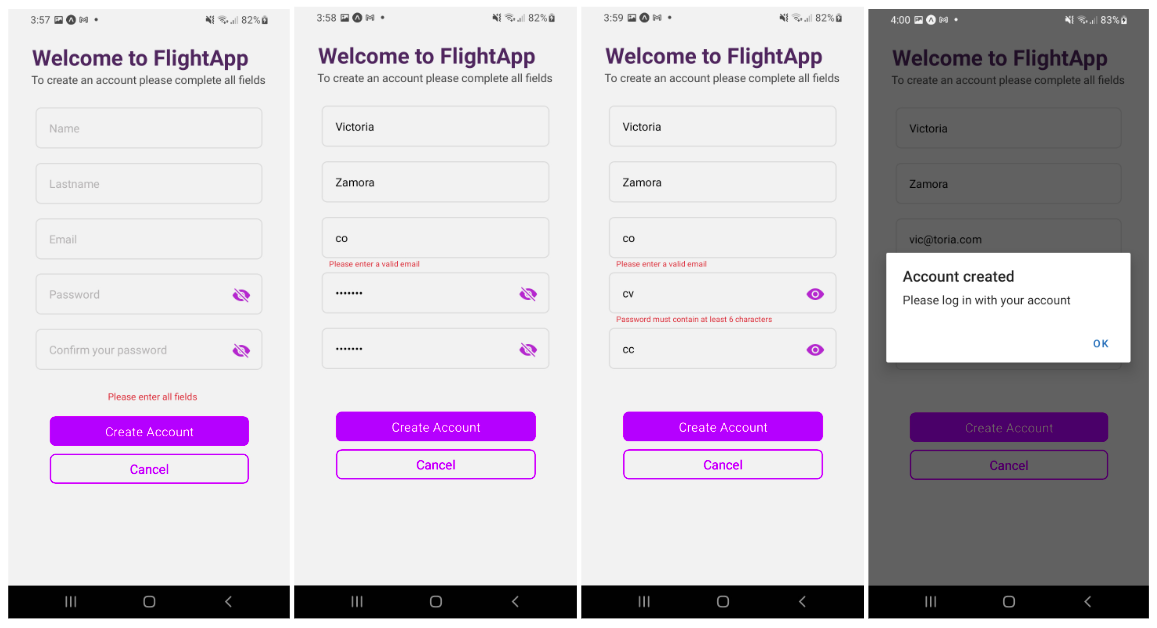 3:57
82%
Welcome to FlightApp
To create an account please complete all fields
Name
Lastname
Email
Password
Confirm your password
Please enter all fields
Create Account
Cancel
3:58
82%
Welcome to FlightApp
To create an account please complete all fields
Victoria
Zamora
co
Please enter a valid email
•••••••
•••••••
Create Account
Cancel
3:59
82%
Welcome to FlightApp
To create an account please complete all fields
Victoria
Zamora
co
Please enter a valid email
cv
Password must contain at least 6 characters
cc
Create Account
Cancel
4:00
83%
Welcome to FlightApp
To create an account please complete all fields
Victoria
Zamora
vic@toria.com
Account created
Please log in with your account
OK
Create Account
Cancel